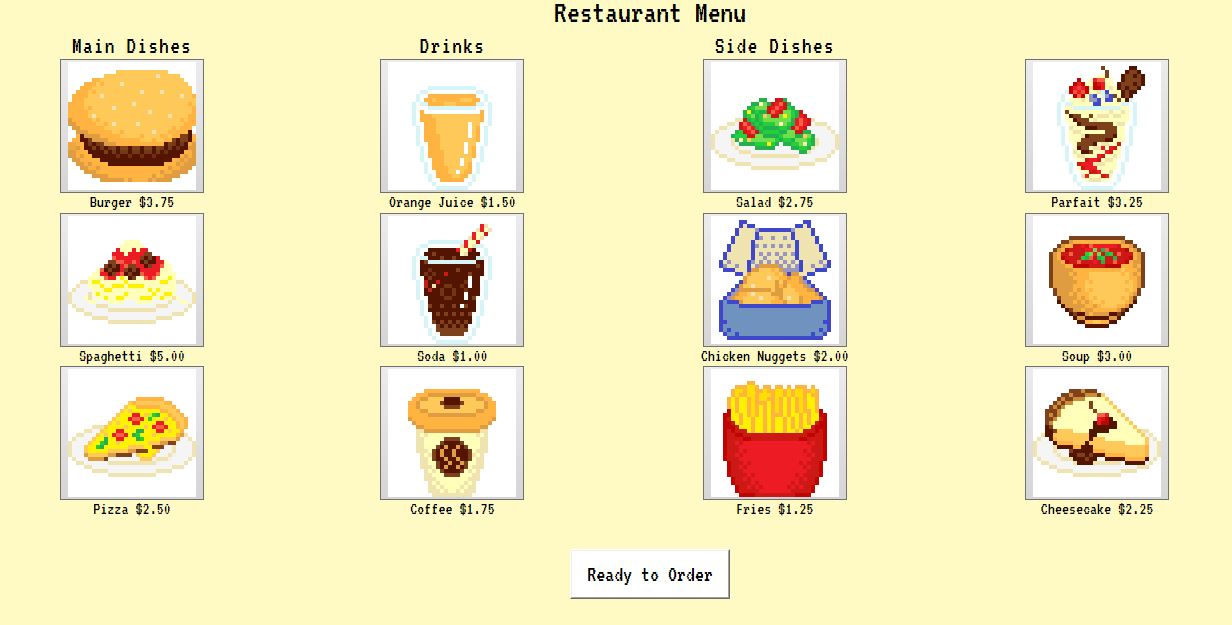 Restaurant Menu
Main Dishes
Drinks
Side Dishes
Burger $3.75
Orange Juice $1.50
Salad $2.75
Parfait $3.25
Spaghetti $5.00
Soda $1.00
Chicken Nuggets $2.00
Soup $3.00
Pizza $2.50
Coffee $1.75
Fries $1.25
Cheesecake $2.25
Ready to Order